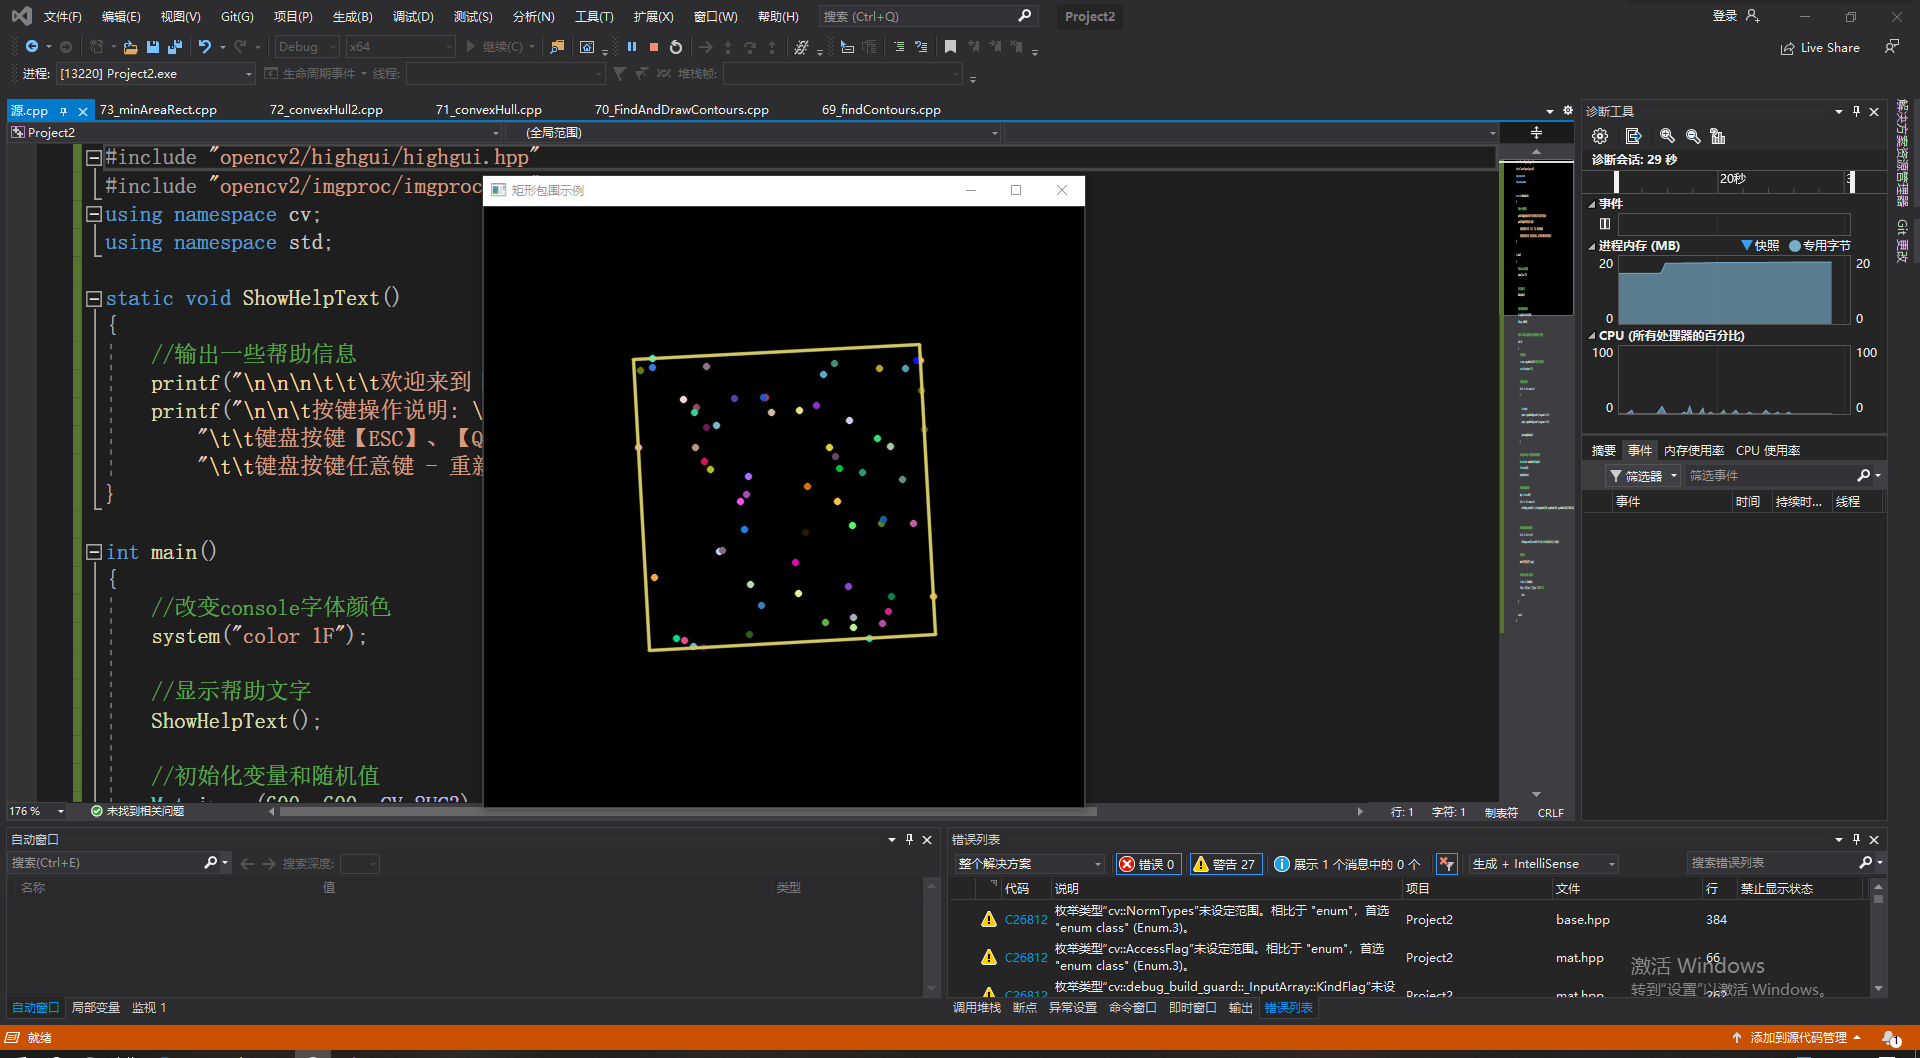 文件(F) 编辑(E) 视图(V) Git(G) 项目(P) 生成(B) 调试(D) 测试(S) 分析(N) 工具(T) 扩展(X) 窗口(W) 帮助(H) 搜索 (Ctrl+Q) Project2 登录
Debug x64 继续(C) Live Share
进程: [13220] Project2.exe 生命周期事件 线程: 堆栈帧:
源.cpp 73_minAreaRect.cpp 72_convexHull2.cpp 71_convexHull.cpp 70_FindAndDrawContours.cpp 69_findContours.cpp
Project2 (全局范围)
#include "opencv2/highgui/highgui.hpp"
#include "opencv2/imgproc/imgproc
using namespace cv;
using namespace std;
static void ShowHelpText()
{
//输出一些帮助信息
printf("\n\n\n\t\t\t欢迎来到
printf("\n\n\t按键操作说明: \
"\t\t键盘按键【ESC】、【Q
"\t\t键盘按键任意键 - 重新
}
int main()
{
//改变console字体颜色
system("color 1F");
//显示帮助文字
ShowHelpText();
//初始化变量和随机值
矩形包围示例
176 % 未找到相关问题 行: 1 字符: 1 制表符 CRLF
诊断工具
诊断会话: 29 秒
20秒
事件
进程内存 (MB) 快照 专用字节
20 20
0 0
CPU (所有处理器的百分比)
100 100
0 0
摘要 事件 内存使用率 CPU 使用率
筛选器 筛选事件
事件 时间 持续时... 线程
解决方案资源管理器
Git 更改
自动窗口
搜索(Ctrl+E) 搜索深度:
名称 值 类型
自动窗口 局部变量 监视 1
错误列表
整个解决方案 错误 0 警告 27 展示 1 个消息中的 0 个 生成 + IntelliSense 搜索错误列表
代码 说明 项目 文件 行 禁止显示状态
C26812 枚举类型“cv::NormTypes”未设定范围。相比于 "enum"，首选 "enum class" (Enum.3)。 Project2 base.hpp 384
C26812 枚举类型“cv::AccessFlag”未设定范围。相比于 "enum"，首选 "enum class" (Enum.3)。 Project2 mat.hpp 66
C26812 枚举类型“cv::debug_build_guard::_InputArray::KindFlag”未设 Project2 mat.hpp
激活 Windows
转到“设置”以激活 Windows。
调用堆栈 断点 异常设置 命令窗口 即时窗口 输出 错误列表
就绪 添加到源代码管理 1